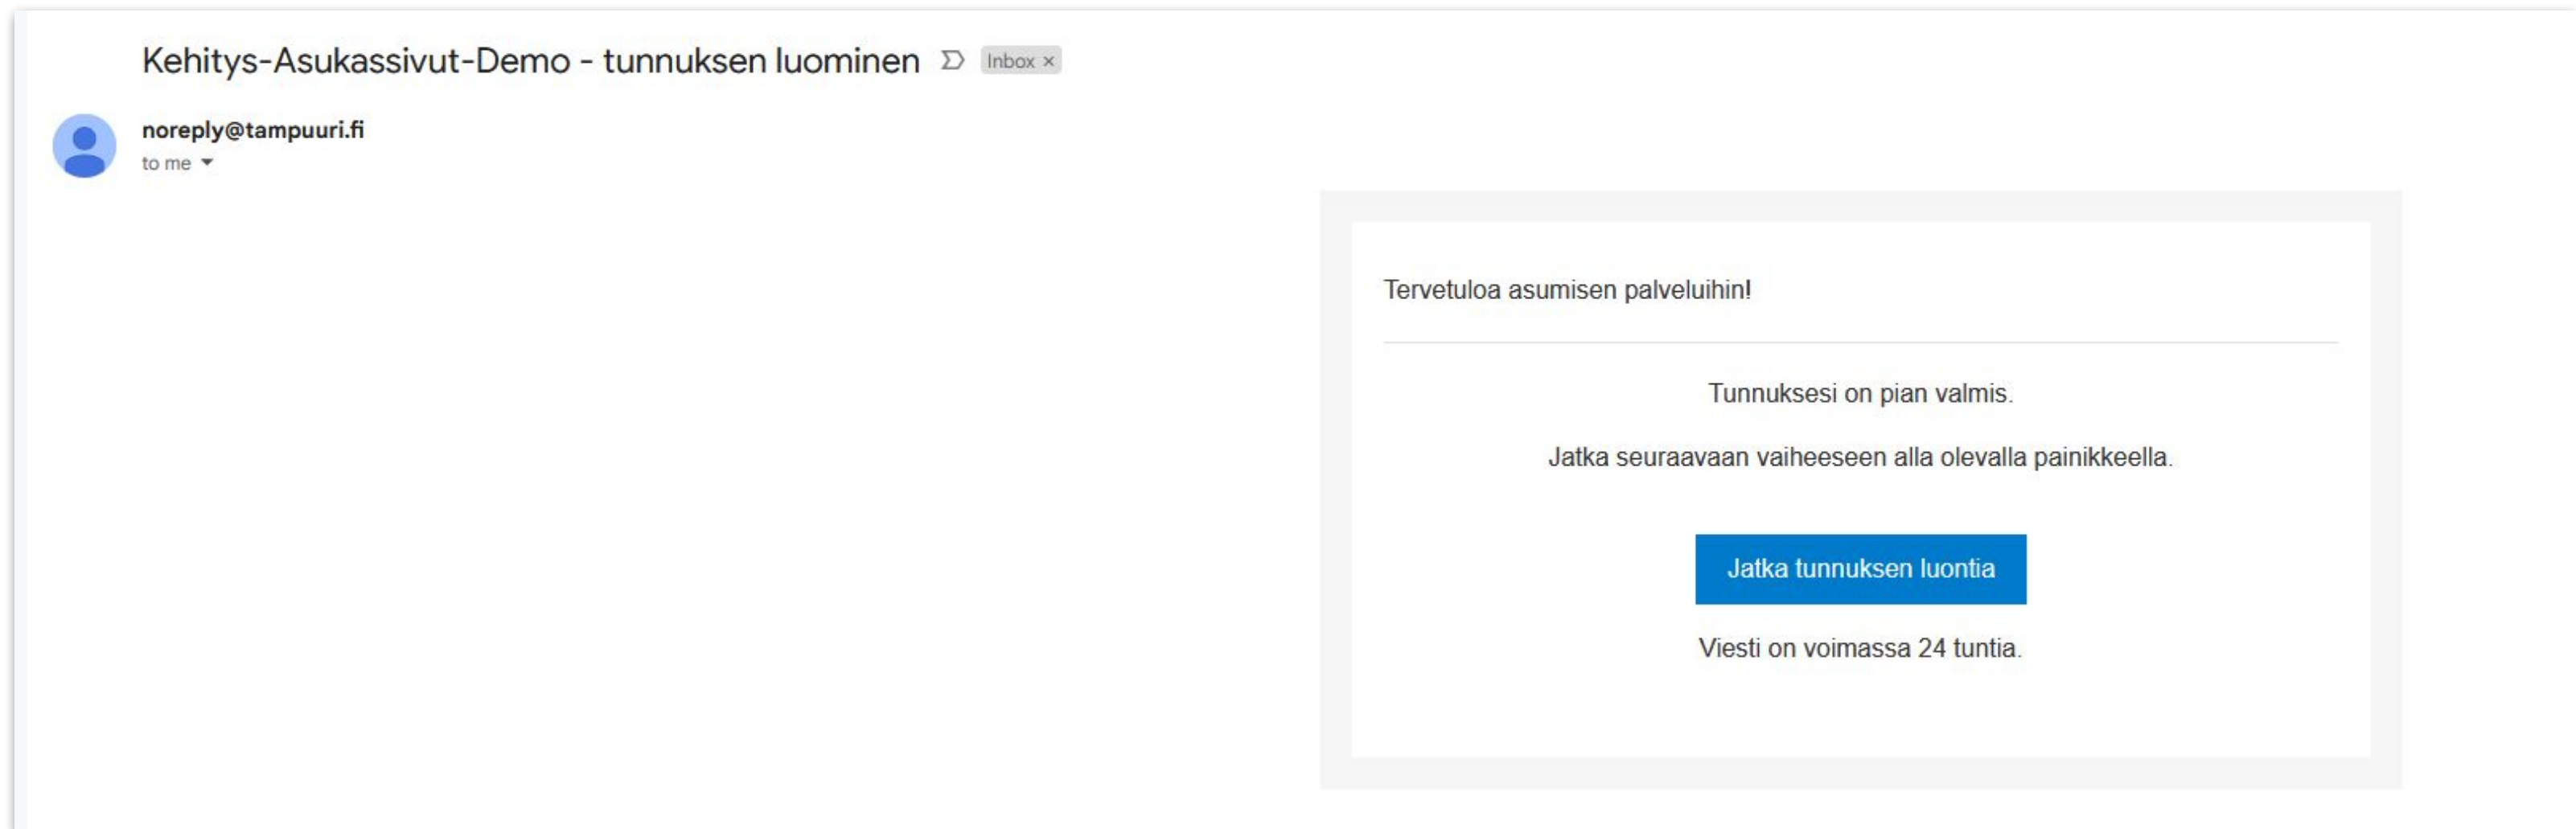 Kehitys-Asukassivut-Demo - tunnuksen luominen Inbox ×
noreply@tampuuri.fi
to me
Tervetuloa asumisen palveluihin!
Tunnuksesi on pian valmis.
Jatka seuraavaan vaiheeseen alla olevalla painikkeella.
Jatka tunnuksen luontia
Viesti on voimassa 24 tuntia.